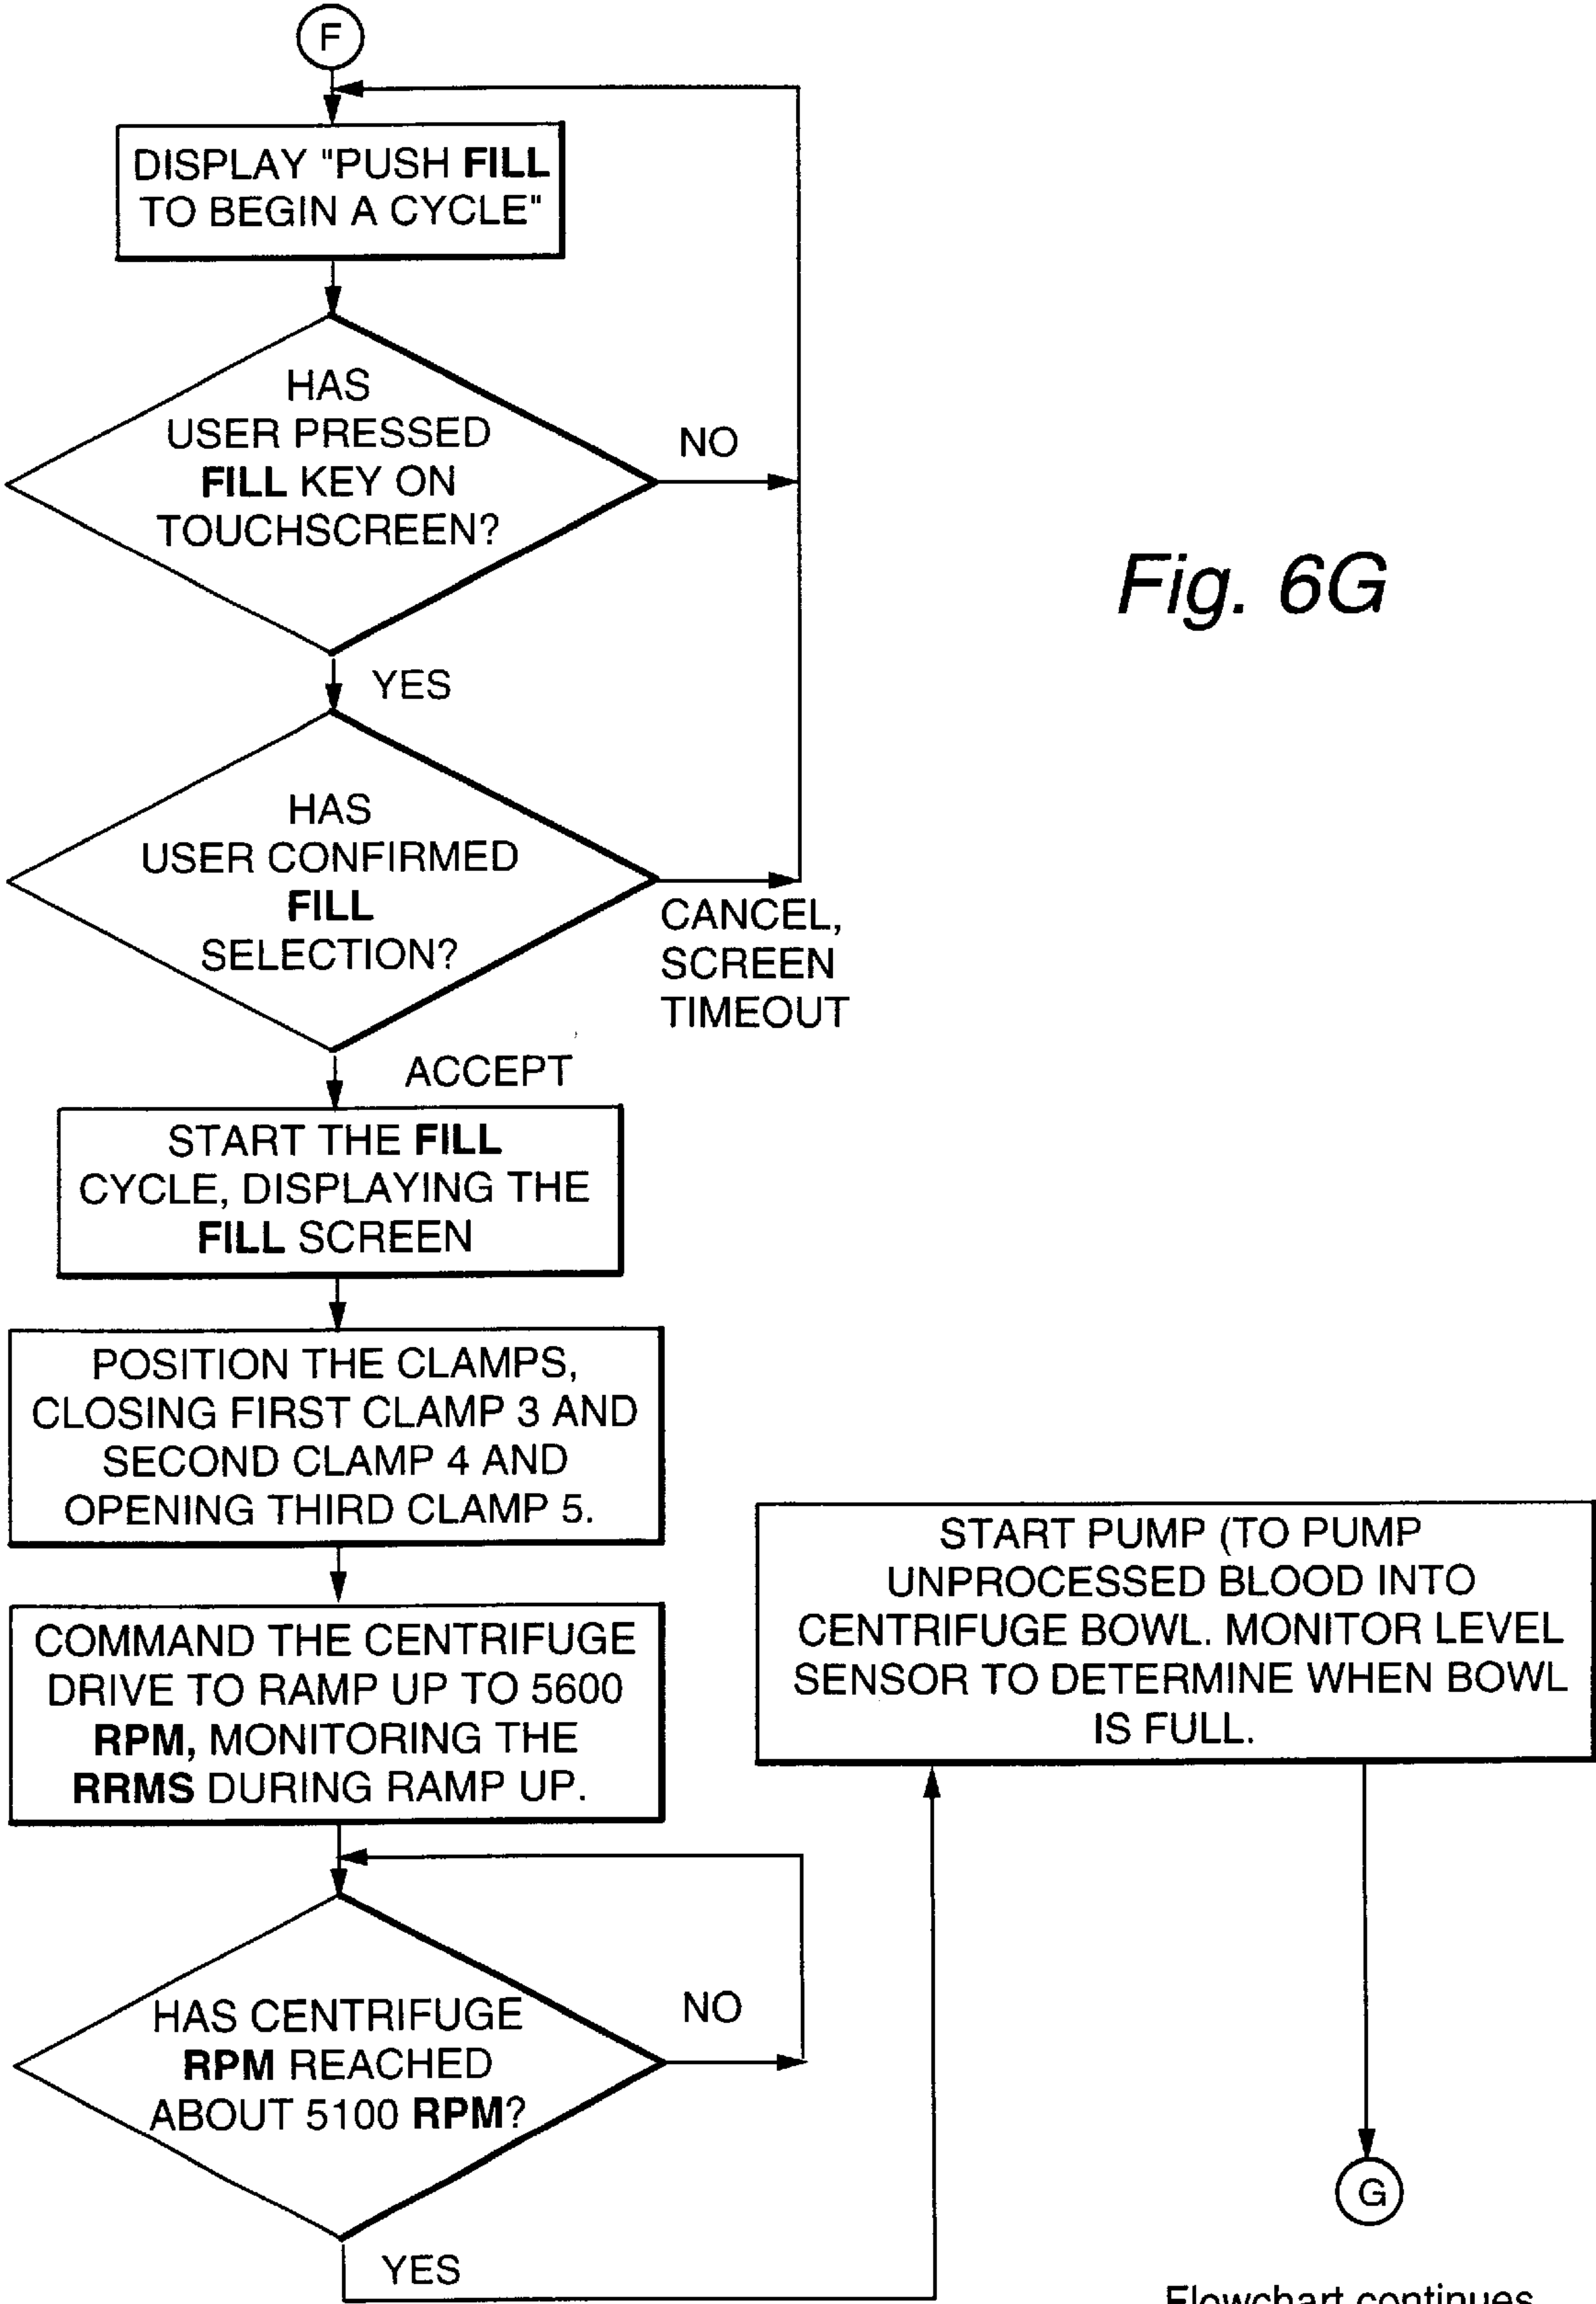 F
DISPLAY "PUSH FILL
TO BEGIN A CYCLE"
HAS
USER PRESSED
FILL KEY ON
TOUCHSCREEN?
NO
YES
Fig. 6G
HAS
USER CONFIRMED
FILL
SELECTION?
CANCEL,
SCREEN
TIMEOUT
ACCEPT
START THE FILL
CYCLE, DISPLAYING THE
FILL SCREEN
POSITION THE CLAMPS,
CLOSING FIRST CLAMP 3 AND
SECOND CLAMP 4 AND
OPENING THIRD CLAMP 5.
COMMAND THE CENTRIFUGE
DRIVE TO RAMP UP TO 5600
RPM, MONITORING THE
RRMS DURING RAMP UP.
HAS CENTRIFUGE
RPM REACHED
ABOUT 5100 RPM?
NO
YES
START PUMP (TO PUMP
UNPROCESSED BLOOD INTO
CENTRIFUGE BOWL. MONITOR LEVEL
SENSOR TO DETERMINE WHEN BOWL
IS FULL.
G
Flowchart continues